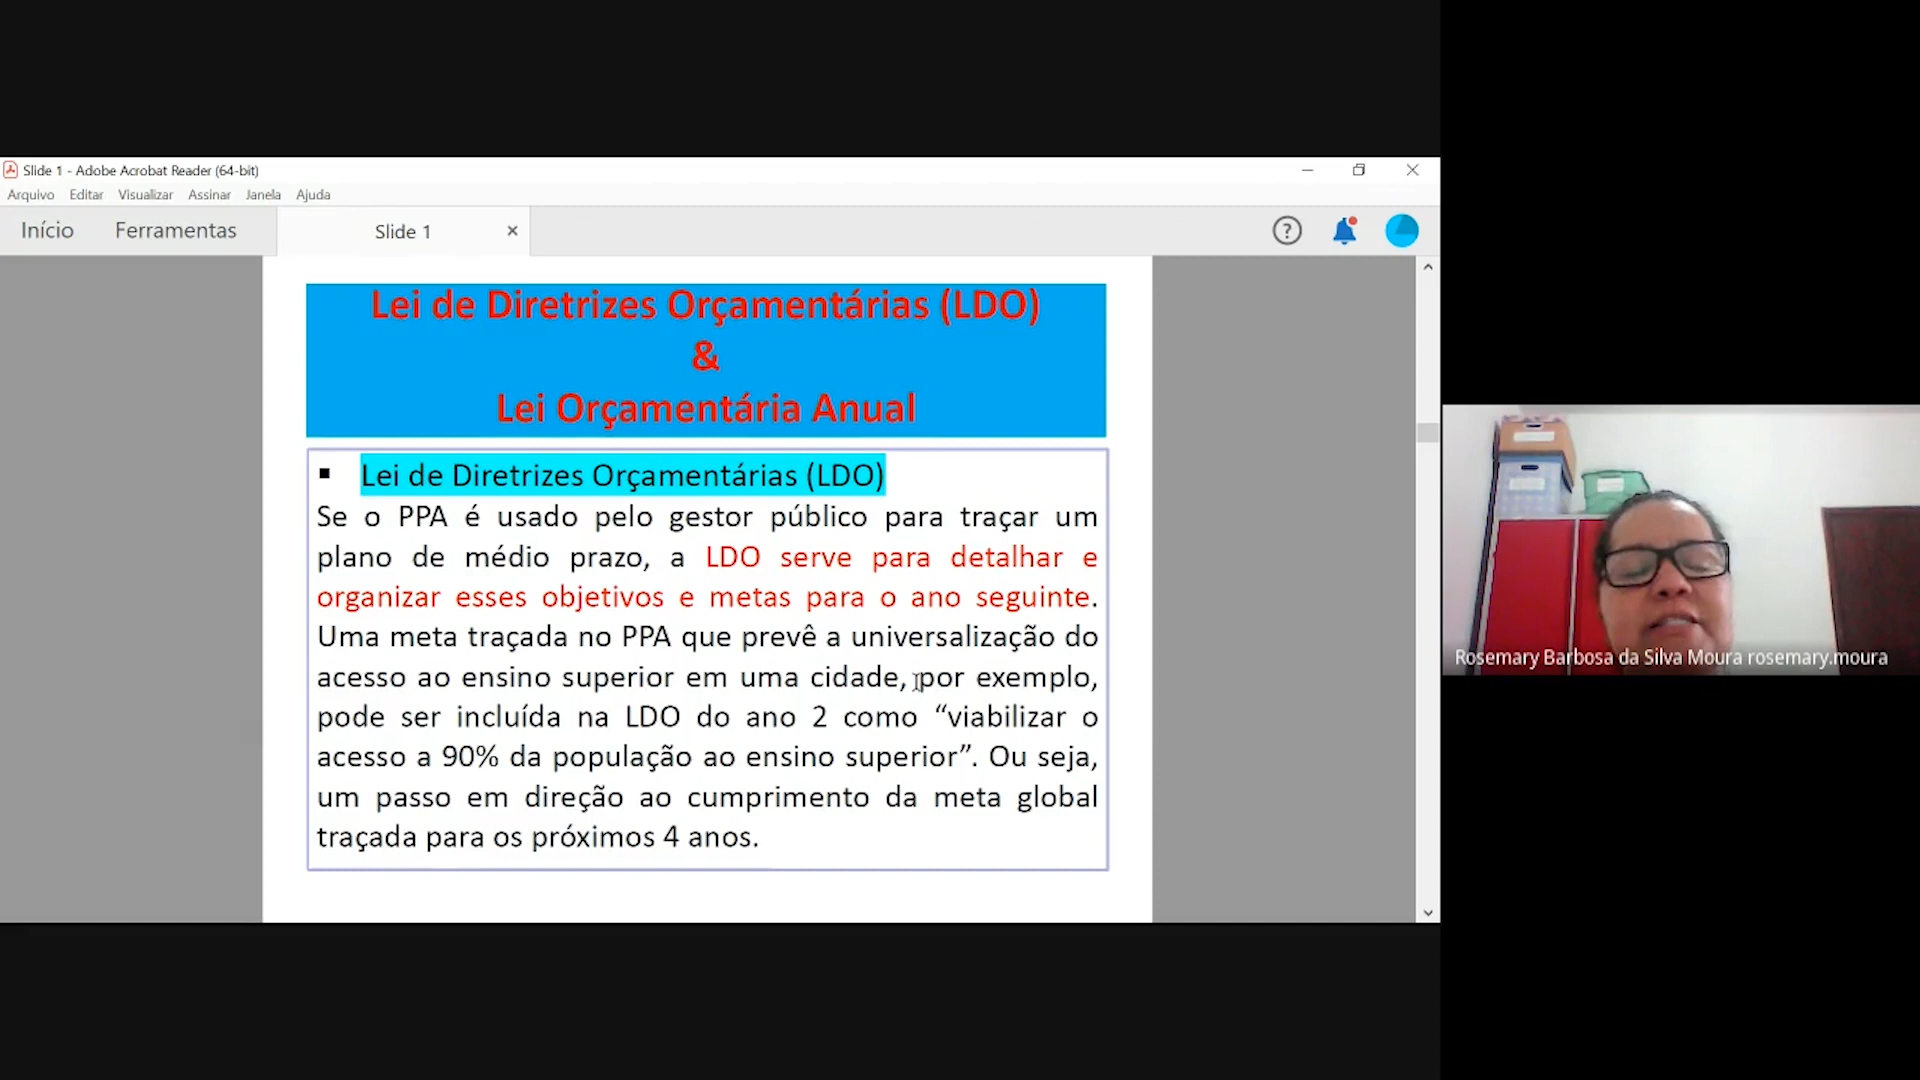 Slide 1 - Adobe Acrobat Reader (64-bit)
Arquivo Editar Visualizar Assinar Janela Ajuda
Início Ferramentas Slide 1
Lei de Diretrizes Orçamentárias (LDO)
&
Lei Orçamentária Anual
▪ Lei de Diretrizes Orçamentárias (LDO)
Se o PPA é usado pelo gestor público para traçar um
plano de médio prazo, a LDO serve para detalhar e
organizar esses objetivos e metas para o ano seguinte.
Uma meta traçada no PPA que prevê a universalização do
acesso ao ensino superior em uma cidade, por exemplo,
pode ser incluída na LDO do ano 2 como “viabilizar o
acesso a 90% da população ao ensino superior”. Ou seja,
um passo em direção ao cumprimento da meta global
traçada para os próximos 4 anos.
Rosemary Barbosa da Silva Moura rosemary.moura